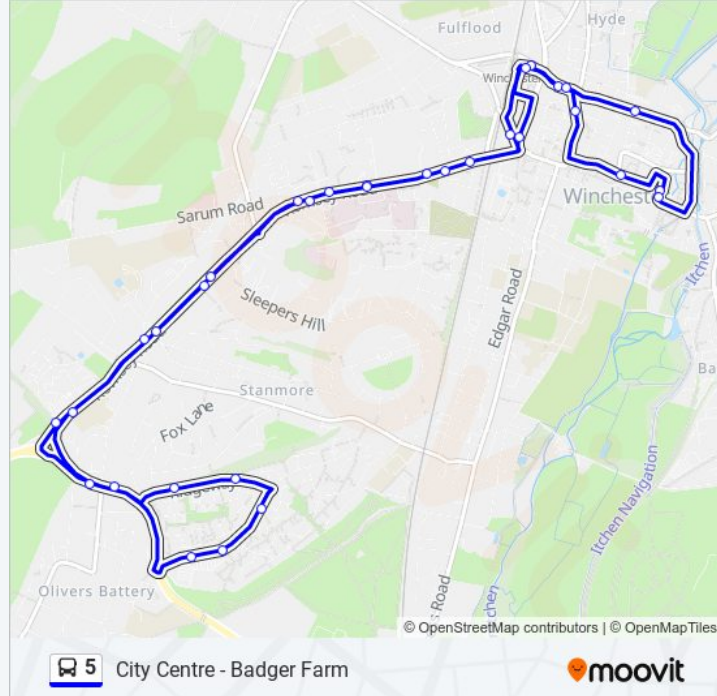 Fulflood
Hyde
Sarum Road
Winchester
Sleepers Hill
Edgar Road
Itchen
Stanmore
Fox Lane
Itchen Navigation
Olivers Battery
© OpenStreetMap contributors | © OpenMapTiles
5 City Centre - Badger Farm
moovit